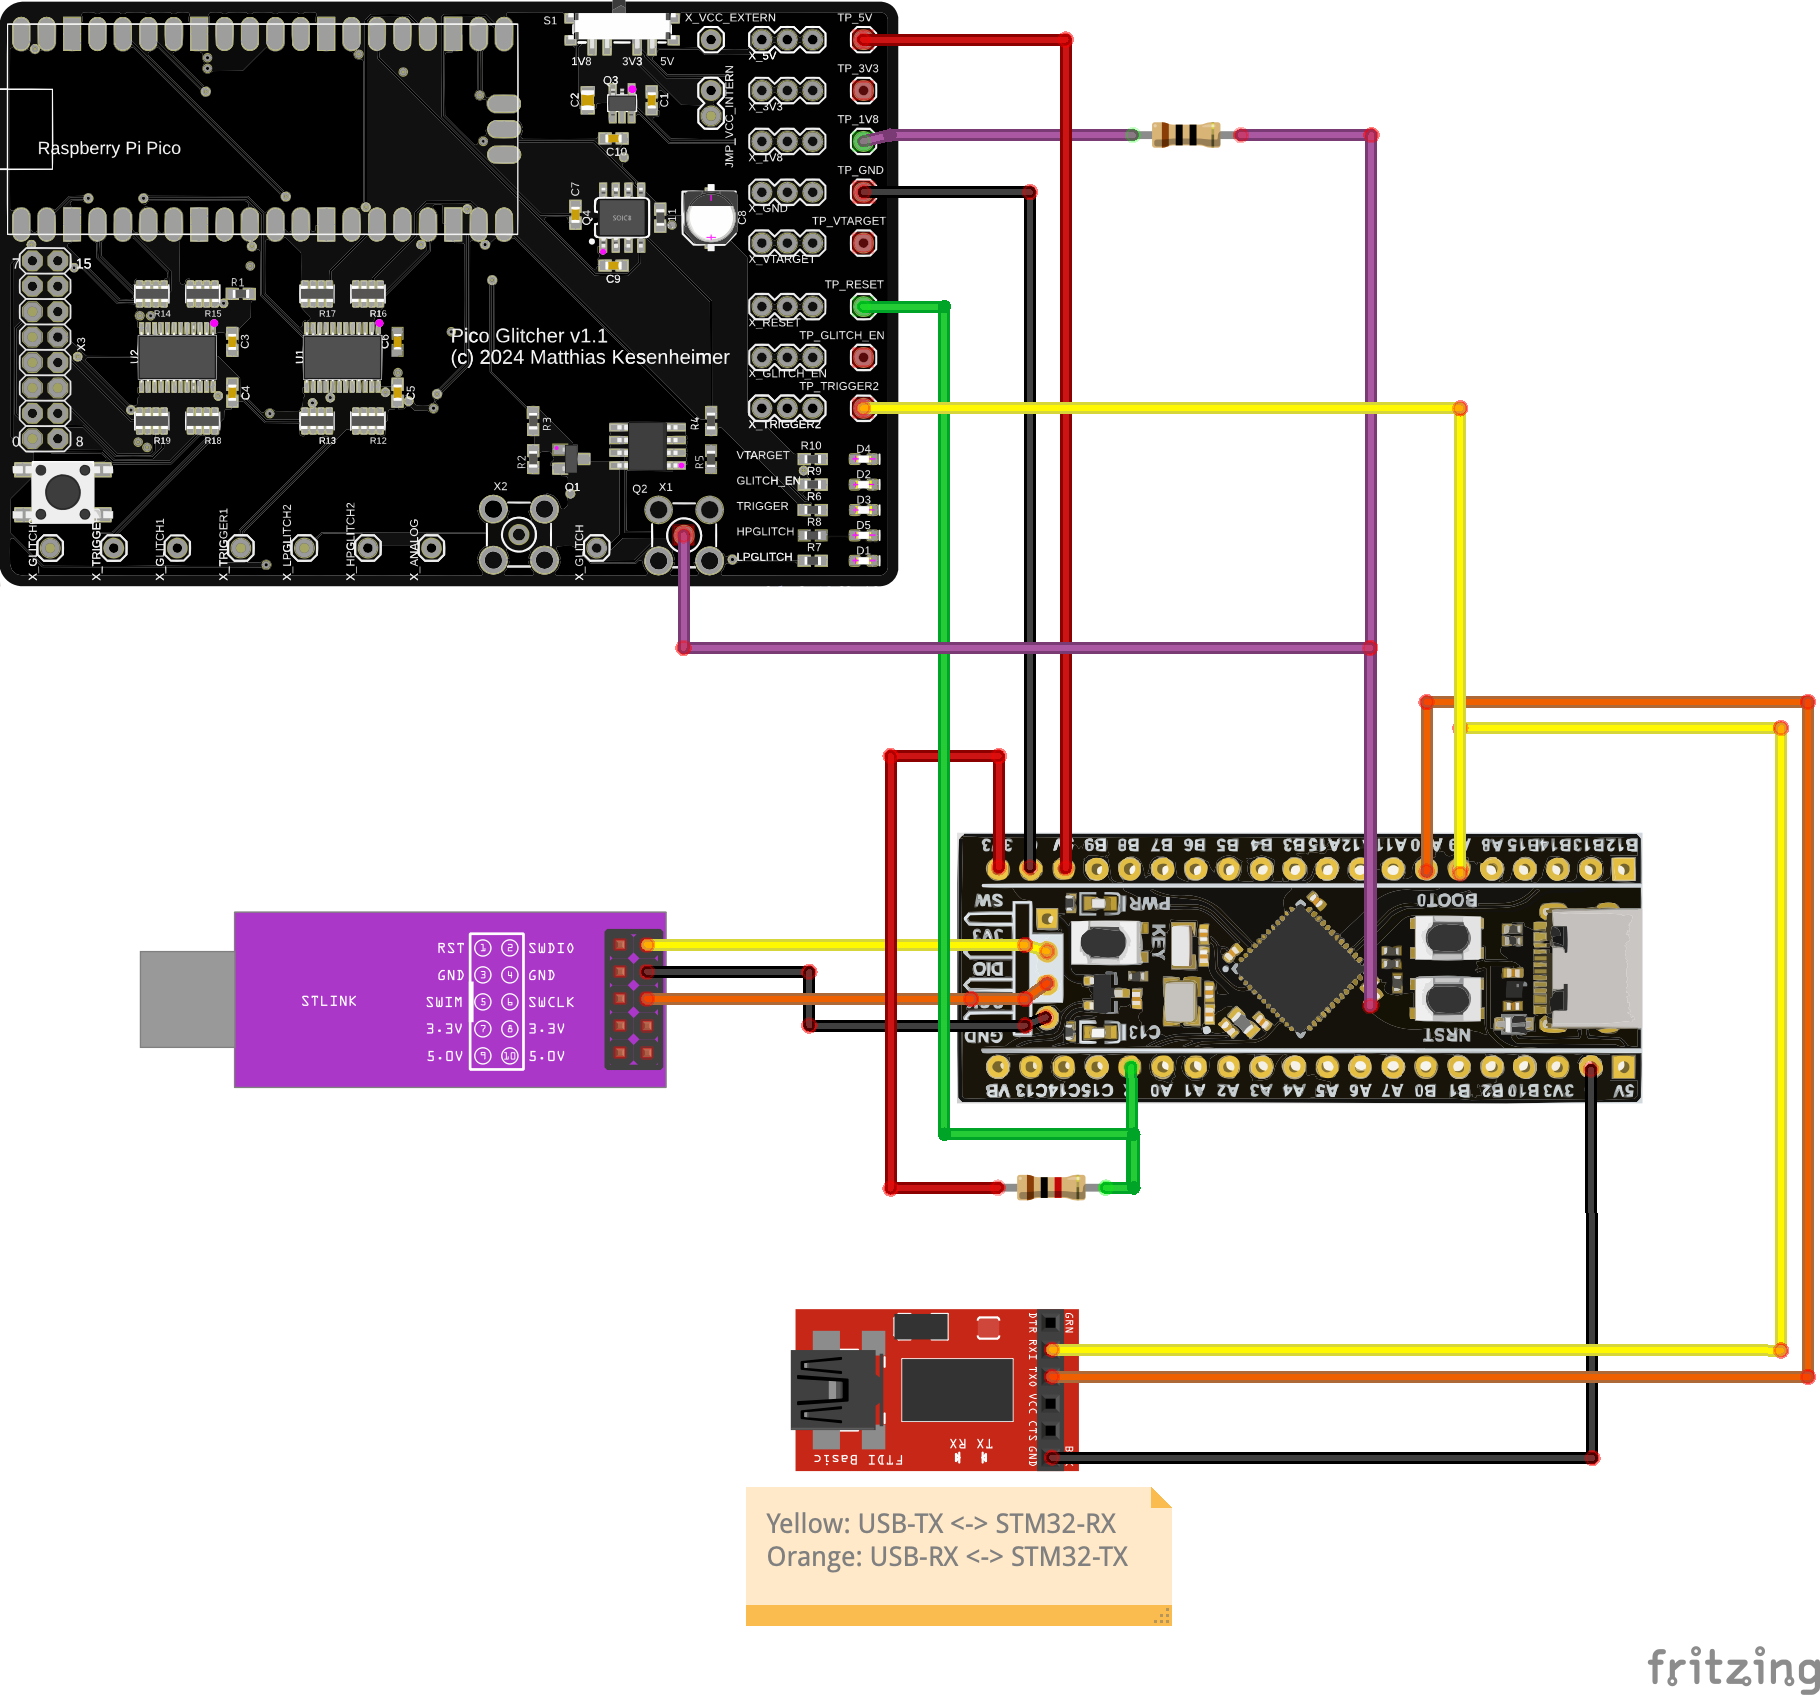 S1
X_VCC_EXTERN
TP_5V
1V8
3V3
5V
X_5V
Q3
C2
C1
TP_3V3
X_3V3
JMP_VCC_INTERN
TP_1V8
X_1V8
Raspberry Pi Pico
C10
TP_GND
C7
Q4
SOIC8
C8
X_GND
TP_VTARGET
X_VTARGET
C9
7
15
R1
R14
R15
R17
R16
TP_RESET
X_RESET
X3
U2
C3
U1
C6
Pico Glitcher v1.1
(c) 2024 Matthias Kesenheimer
TP_GLITCH_EN
X_GLITCH_EN
TP_TRIGGER2
X_TRIGGER2
C4
C5
0
8
R19
R18
R13
R12
R3
R2
R4
R5
VTARGET
R10
D4
GLITCH_EN
R9
D2
TRIGGER
R6
D3
HPGLITCH
R8
D5
LPGLITCH
R7
D1
X2
Q1
Q2
X1
X_GLITCH1
X_TRIGGER1
X_LPGLITCH2
X_HPGLITCH2
X_ANALOG
X_GLITCH
B9
B8
B7
B6
B5
B4
B3
A15
A12
A11
A8
B15
B14
B13
B12
SW
3V3
DIO
GND
PWR
KEY
C13
BOOT0
NRST
VB
C13
C14
C15
A0
A1
A2
A3
A4
A5
A6
A7
B0
B1
B2
B10
3V3
5V
STLINK
RST 1 2 SWDIO
GND 3 4 GND
SWIM 5 6 SWCLK
3.3V 7 8 3.3V
5.0V 9 10 5.0V
DTR
RXI
TXO
VCC
CTS
GND
GRN
TX RX
FTDI Basic
Yellow: USB-TX <-> STM32-RX
Orange: USB-RX <-> STM32-TX
fritzing